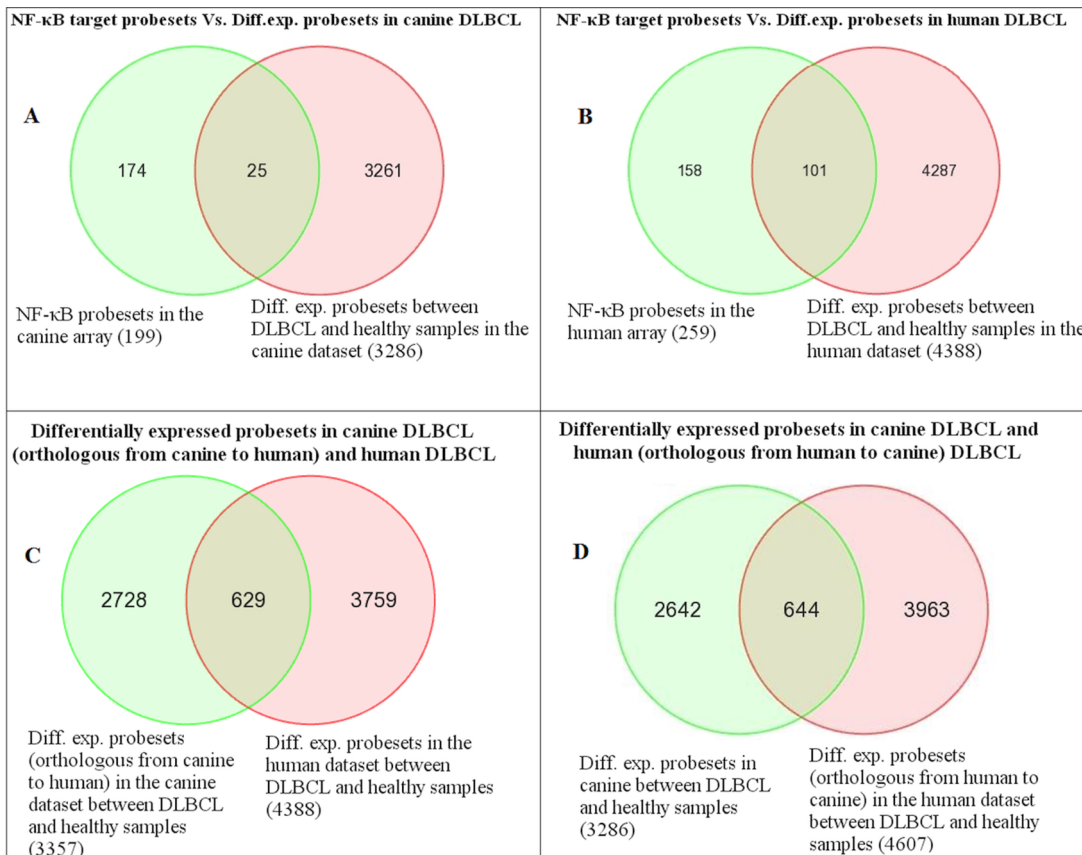 NF-κB target probesets Vs. Diff.exp. probesets in canine DLBCL
A
174
25
3261
NF-κB probesets in the
canine array (199)
Diff. exp. probesets between
DLBCL and healthy samples in the
canine dataset (3286)
NF-κB target probesets Vs. Diff.exp. probesets in human DLBCL
B
158
101
4287
NF-κB probesets in the
human array (259)
Diff. exp. probesets between
DLBCL and healthy samples in the
human dataset (4388)
Differentially expressed probesets in canine DLBCL
(orthologous from canine to human) and human DLBCL
C
2728
629
3759
Diff. exp. probesets
(orthologous from canine
to human) in the canine
dataset between DLBCL
and healthy samples
(3357)
Diff. exp. probesets in the
human dataset between
DLBCL and healthy samples
(4388)
Differentially expressed probesets in canine DLBCL and
human (orthologous from human to canine) DLBCL
D
2642
644
3963
Diff. exp. probesets in
canine between DLBCL
and healthy samples
(3286)
Diff. exp. probesets
(orthologous from human to
canine) in the human dataset
between DLBCL and healthy
samples (4607)